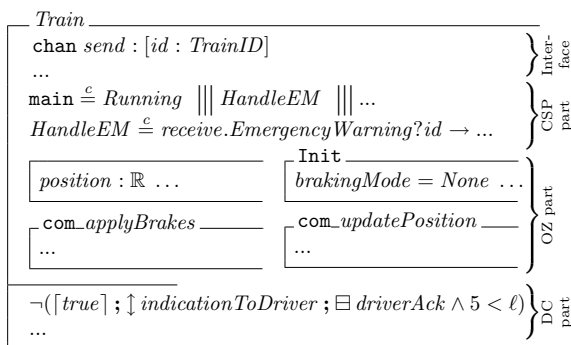 Train
chan send : [id : TrainID]
...
Inter-
face
main ≙ᶜ Running ||| HandleEM ||| ...
HandleEM ≙ᶜ receive.EmergencyWarning?id → ...
CSP
part
position : ℝ ...
Init
brakingMode = None ...
com_applyBrakes
...
com_updatePosition
...
OZ part
¬(⌈true⌉ ; ↕ indicationToDriver ; ⊟ driverAck ∧ 5 < ℓ)
...
DC
part